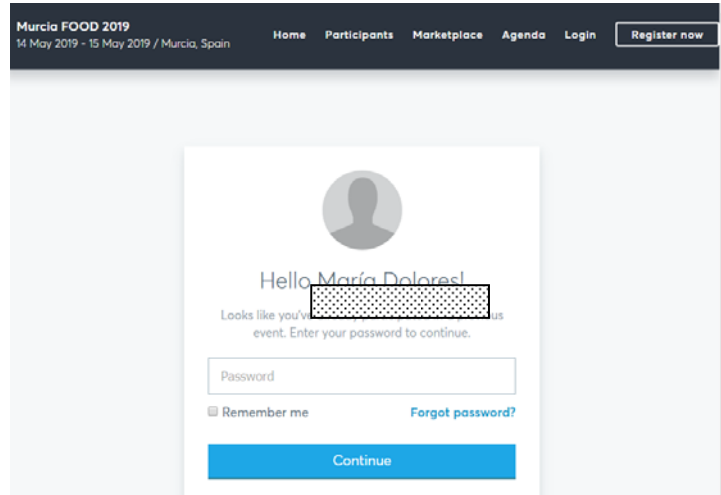 Murcia FOOD 2019
14 May 2019 - 15 May 2019 / Murcia, Spain
Home
Participants
Marketplace
Agenda
Login
Register now
Hello María Dolores!
Looks like you've
event. Enter your password to continue.
Password
Remember me
Forgot password?
Continue